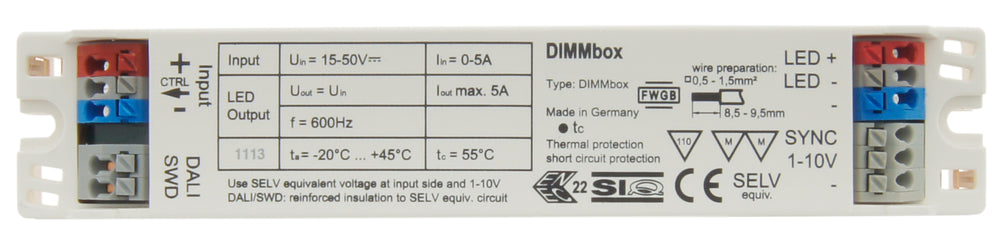 Input
+
CTRL
-
DALI
SWD
Input Uin = 15-50V Iin = 0-5A
LED Output Uout = Uin Iout max. 5A
f = 600Hz
1113 ta = -20°C ... +45°C tc = 55°C
Use SELV equivalent voltage at input side and 1-10V
DALI/SWD: reinforced insulation to SELV equiv. circuit
DIMMbox
Type: DIMMbox
Made in Germany
tc
Thermal protection
short circuit protection
FWGB
wire preparation:
0,5 - 1,5mm²
8,5 - 9,5mm
110 M M
ENEC 22 SIQ CE SELV
equiv.
LED +
LED -
-
SYNC
1-10V
-